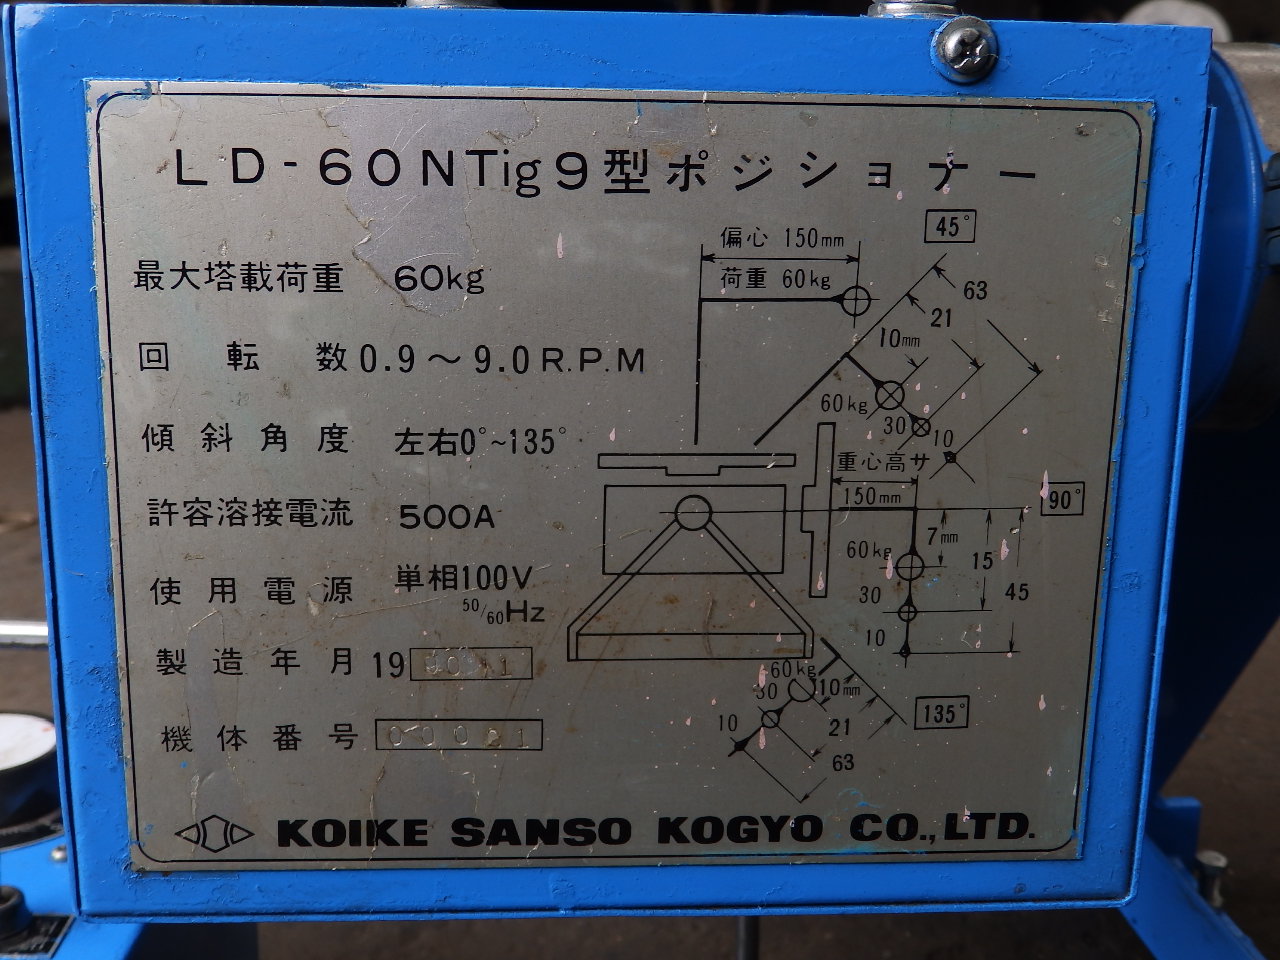 LD-60NTig9型ポジショナー
最大塔載荷重 60kg
回転数 0.9～9.0R.P.M
傾斜角度 左右0°~135°
許容溶接電流 500A
使用電源 単相100V
50/60Hz
製造年月 19
機体番号 00021
偏心 150mm
荷重 60kg
45°
63
21
10mm
60kg
30
10
重心高サ
150mm
90°
7mm
60kg
15
30
45
10
60kg
30
10mm
10
21
135°
63
KOIKE SANSO KOGYO CO.,LTD.